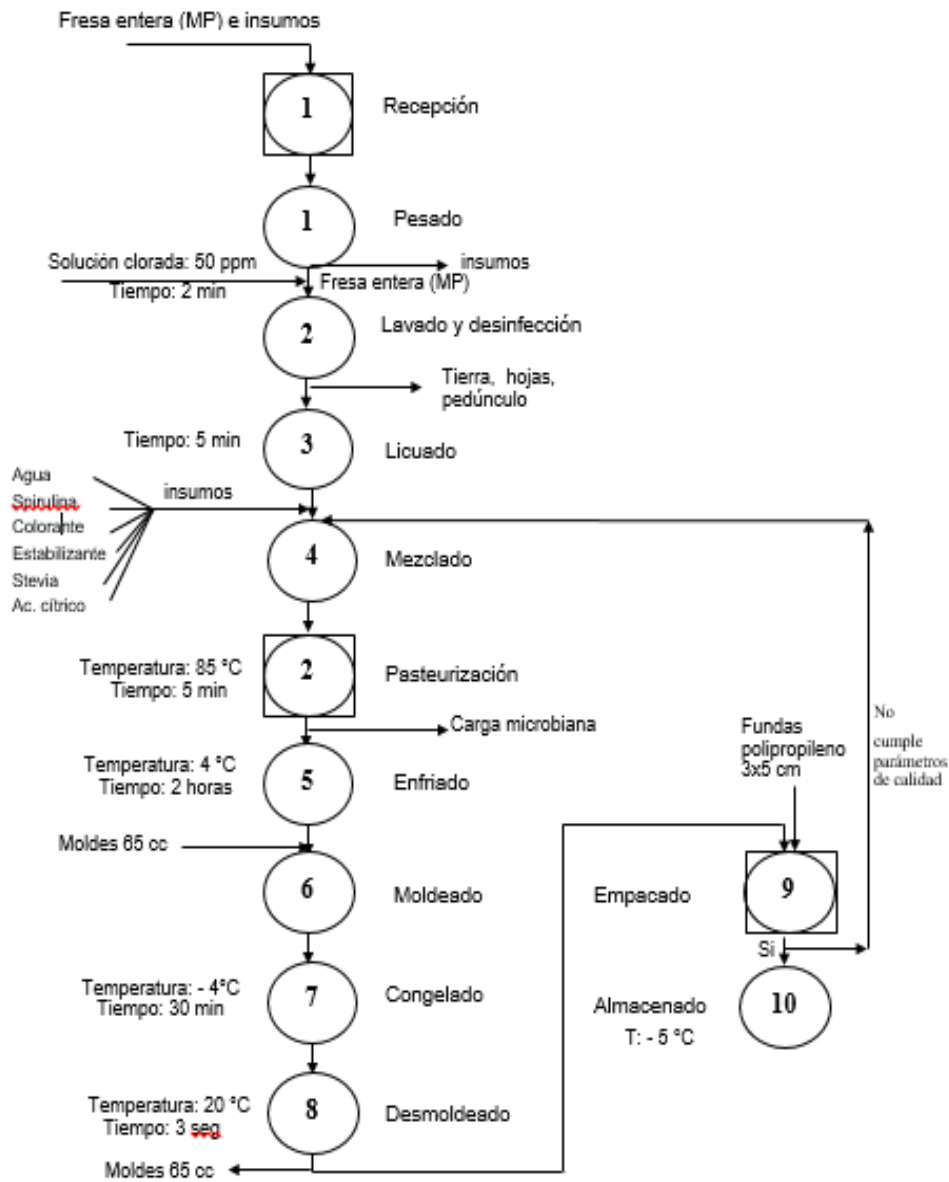 Fresa entera (MP) e insumos
1
Recepción
1
Pesado
Solución clorada: 50 ppm
Tiempo: 2 min
insumos
Fresa entera (MP)
2
Lavado y desinfección
Tierra, hojas,
pedúnculo
Tiempo: 5 min
3
Licuado
Agua
Spirulina
Colorante
Estabilizante
Stevia
Ac. cítrico
insumos
4
Mezclado
Temperatura: 85 °C
Tiempo: 5 min
2
Pasteurización
Carga microbiana
Temperatura: 4 °C
Tiempo: 2 horas
5
Enfriado
Moldes 65 cc
6
Moldeado
Temperatura: - 4°C
Tiempo: 30 min
7
Congelado
Temperatura: 20 °C
Tiempo: 3 seg
8
Desmoldeado
Moldes 65 cc
Fundas
polipropileno
3x5 cm
Empacado
9
Si
No
cumple
parámetros
de calidad
Almacenado
T: - 5 °C
10